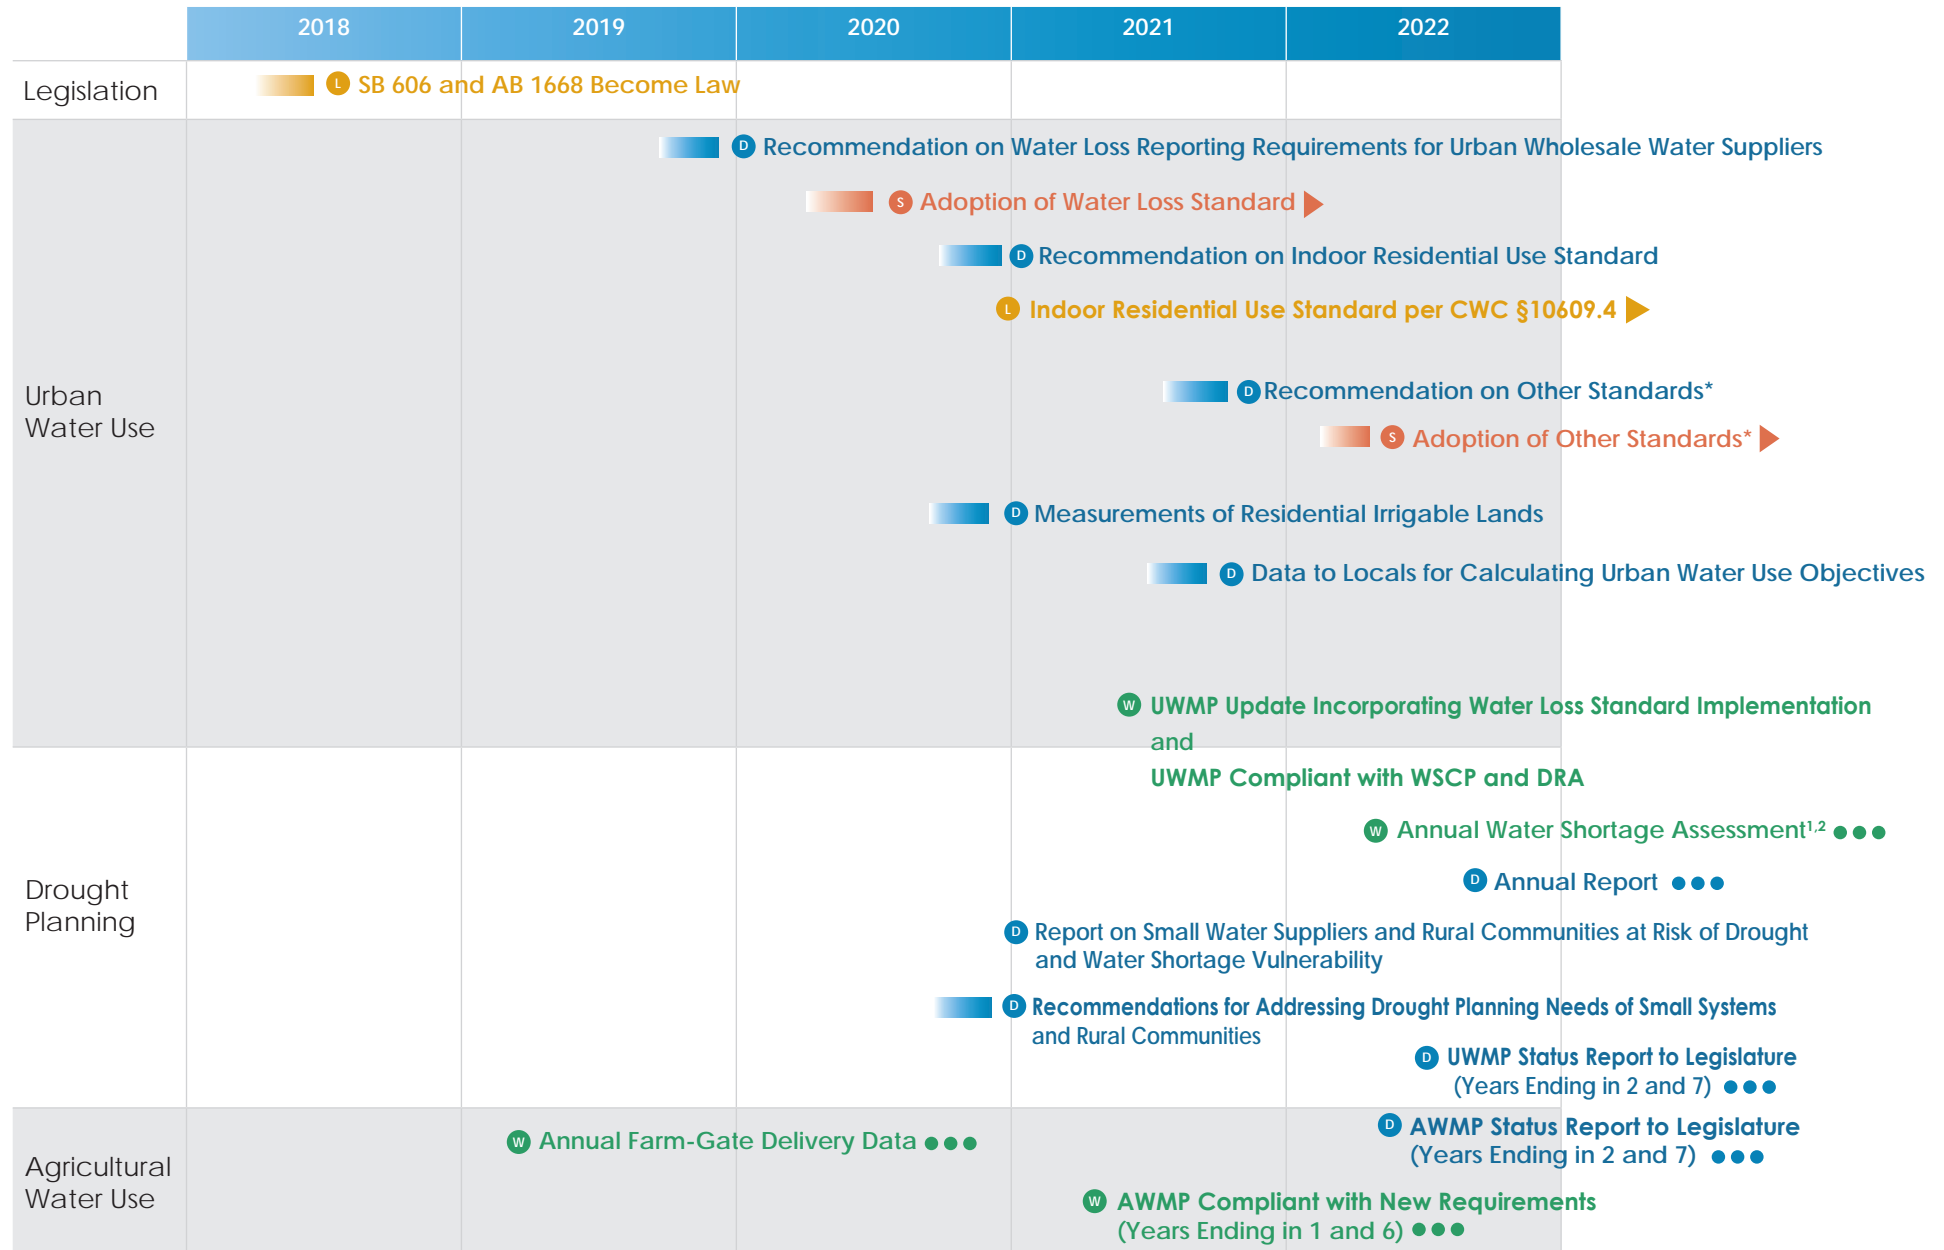 2018 2019 2020 2021 2022
Legislation
L SB 606 and AB 1668 Become Law
Urban
Water Use
D Recommendation on Water Loss Reporting Requirements for Urban Wholesale Water Suppliers
S Adoption of Water Loss Standard
D Recommendation on Indoor Residential Use Standard
L Indoor Residential Use Standard per CWC §10609.4
D Recommendation on Other Standards*
S Adoption of Other Standards*
D Measurements of Residential Irrigable Lands
D Data to Locals for Calculating Urban Water Use Objectives
W UWMP Update Incorporating Water Loss Standard Implementation
and
UWMP Compliant with WSCP and DRA
Drought
Planning
W Annual Water Shortage Assessment1,2
D Annual Report
D Report on Small Water Suppliers and Rural Communities at Risk of Drought
and Water Shortage Vulnerability
D Recommendations for Addressing Drought Planning Needs of Small Systems
and Rural Communities
D UWMP Status Report to Legislature
(Years Ending in 2 and 7)
Agricultural
Water Use
W Annual Farm-Gate Delivery Data
D AWMP Status Report to Legislature
(Years Ending in 2 and 7)
W AWMP Compliant with New Requirements
(Years Ending in 1 and 6)